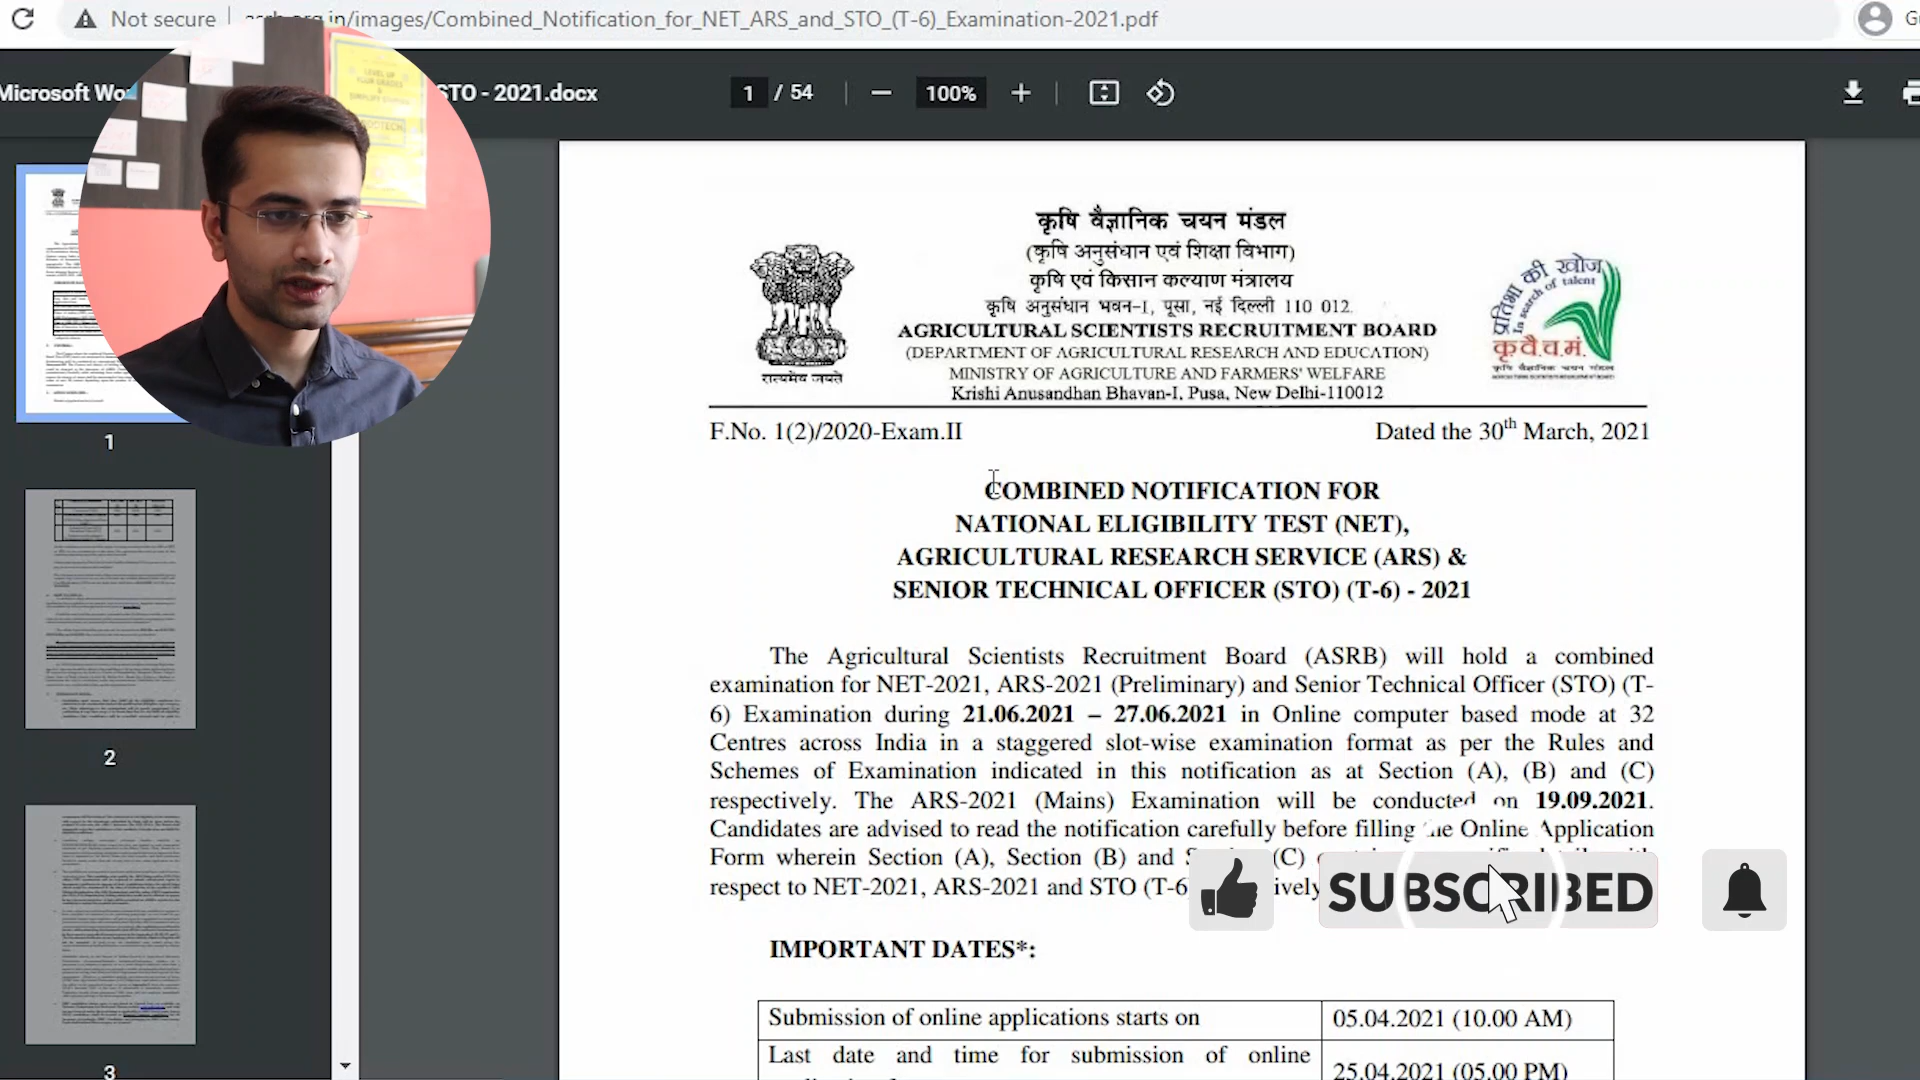 Not secure
asrb.org.in/images/Combined_Notification_for_NET_ARS_and_STO_(T-6)_Examination-2021.pdf
Microsoft Wo
STO - 2021.docx
1 / 54
100%
LEVEL UP
YOUR GRADES
कृषि वैज्ञानिक चयन मंडल
(कृषि अनुसंधान एवं शिक्षा विभाग)
कृषि एवं किसान कल्याण मंत्रालय
कृषि अनुसंधान भवन-I, पूसा, नई दिल्ली 110 012.
AGRICULTURAL SCIENTISTS RECRUITMENT BOARD
(DEPARTMENT OF AGRICULTURAL RESEARCH AND EDUCATION)
MINISTRY OF AGRICULTURE AND FARMERS' WELFARE
Krishi Anusandhan Bhavan-I, Pusa, New Delhi-110012
सत्यमेव जयते
प्रतिभा की खोज
In search of talent
कृ.वै.च.मं.
कृषि वैज्ञानिक चयन मंडल
F.No. 1(2)/2020-Exam.II
Dated the 30th March, 2021
COMBINED NOTIFICATION FOR
NATIONAL ELIGIBILITY TEST (NET),
AGRICULTURAL RESEARCH SERVICE (ARS) &
SENIOR TECHNICAL OFFICER (STO) (T-6) - 2021
The Agricultural Scientists Recruitment Board (ASRB) will hold a combined
examination for NET-2021, ARS-2021 (Preliminary) and Senior Technical Officer (STO) (T-
6) Examination during 21.06.2021 – 27.06.2021 in Online computer based mode at 32
Centres across India in a staggered slot-wise examination format as per the Rules and
Schemes of Examination indicated in this notification as at Section (A), (B) and (C)
respectively. The ARS-2021 (Mains) Examination will be conducted on 19.09.2021.
Candidates are advised to read the notification carefully before filling the Online Application
Form wherein Section (A), Section (B) and (C)
respect to NET-2021, ARS-2021 and STO (T-6
SUBSCRIBED
IMPORTANT DATES*:
Submission of online applications starts on
05.04.2021 (10.00 AM)
Last date and time for submission of online
25.04.2021 (05.00 PM)
1
2
3